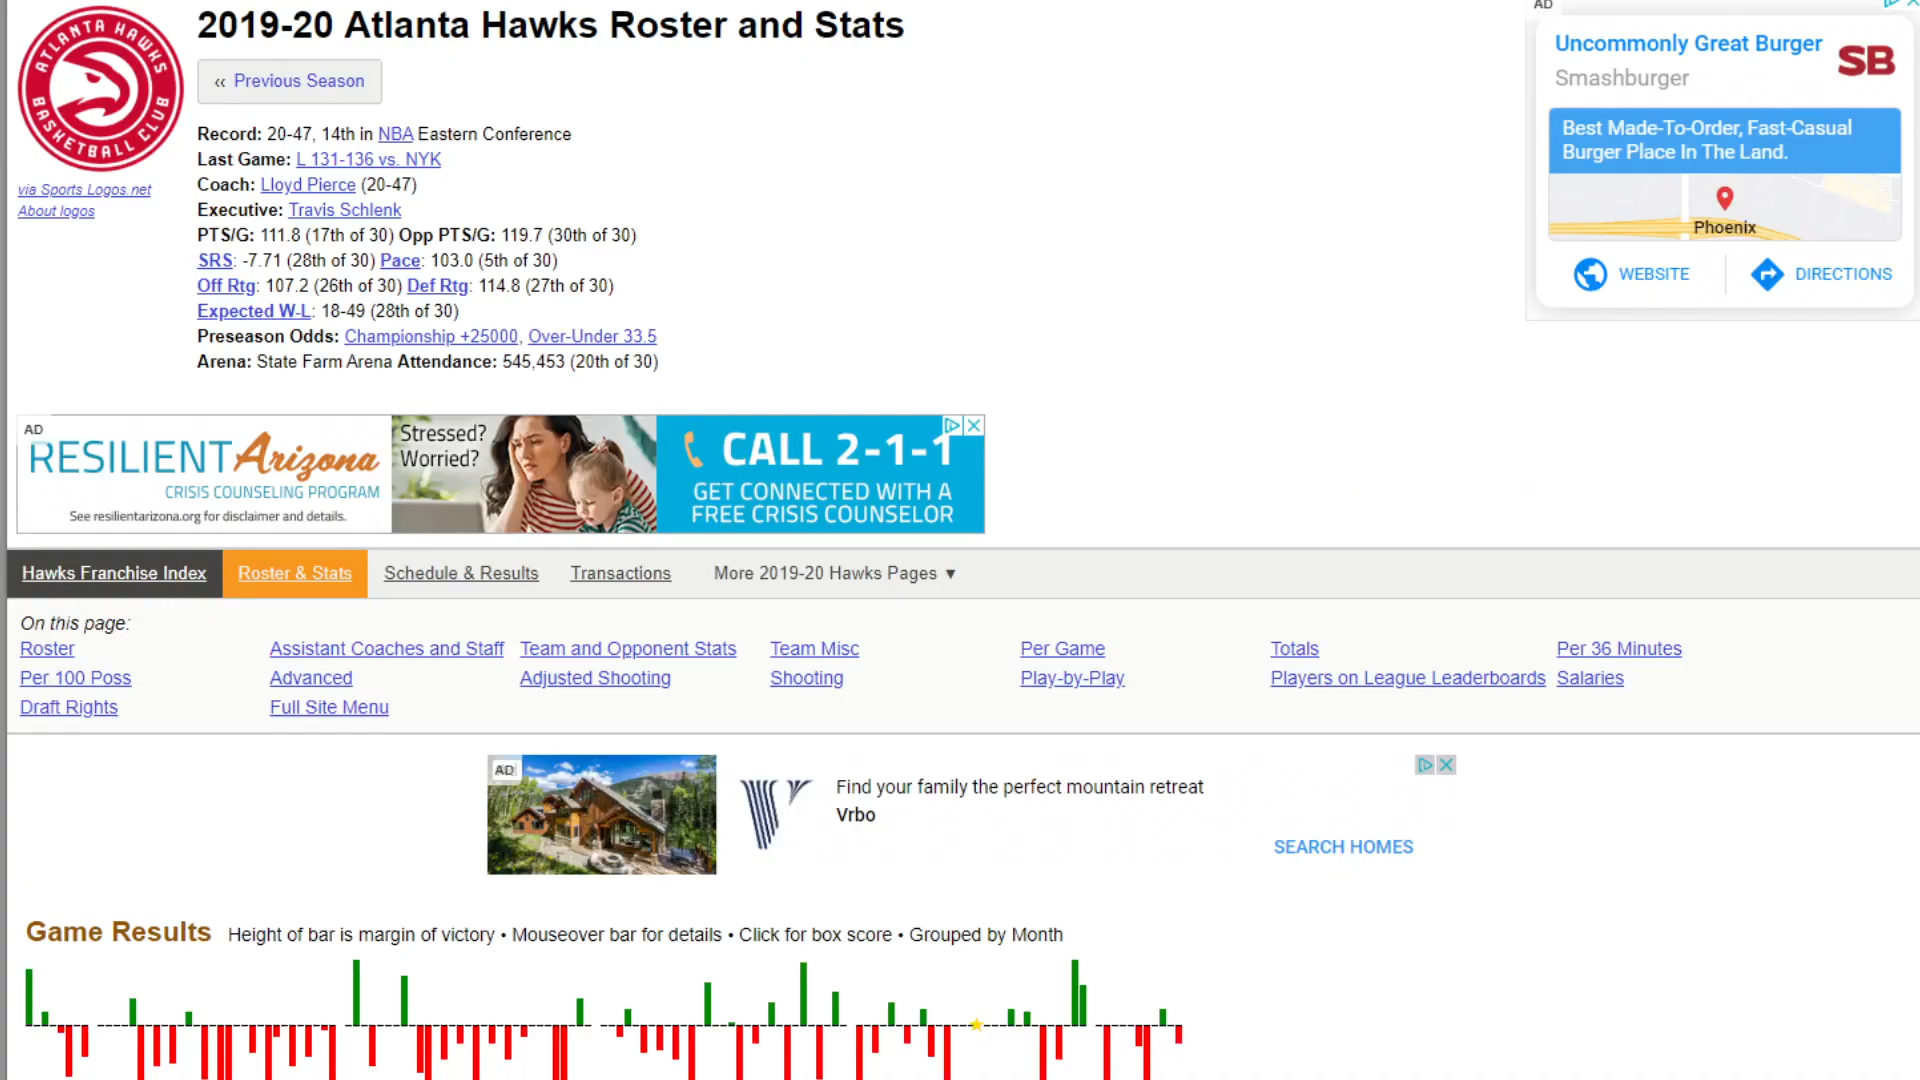 2019-20 Atlanta Hawks Roster and Stats
ATLANTA HAWKS
BASKETBALL CLUB
via Sports Logos.net
About logos
‹‹ Previous Season
Record: 20-47, 14th in NBA Eastern Conference
Last Game: L 131-136 vs. NYK
Coach: Lloyd Pierce (20-47)
Executive: Travis Schlenk
PTS/G: 111.8 (17th of 30) Opp PTS/G: 119.7 (30th of 30)
SRS: -7.71 (28th of 30) Pace: 103.0 (5th of 30)
Off Rtg: 107.2 (26th of 30) Def Rtg: 114.8 (27th of 30)
Expected W-L: 18-49 (28th of 30)
Preseason Odds: Championship +25000, Over-Under 33.5
Arena: State Farm Arena Attendance: 545,453 (20th of 30)
AD
Uncommonly Great Burger
Smashburger
SB
Best Made-To-Order, Fast-Casual
Burger Place In The Land.
Phoenix
WEBSITE DIRECTIONS
AD
RESILIENT Arizona
CRISIS COUNSELING PROGRAM
See resilientarizona.org for disclaimer and details.
Stressed?
Worried?
CALL 2-1-1
GET CONNECTED WITH A
FREE CRISIS COUNSELOR
Hawks Franchise Index Roster & Stats Schedule & Results Transactions More 2019-20 Hawks Pages ▼
On this page:
Roster Assistant Coaches and Staff Team and Opponent Stats Team Misc Per Game Totals Per 36 Minutes
Per 100 Poss Advanced Adjusted Shooting Shooting Play-by-Play Players on League Leaderboards Salaries
Draft Rights Full Site Menu
AD
Find your family the perfect mountain retreat
Vrbo
SEARCH HOMES
Game Results Height of bar is margin of victory • Mouseover bar for details • Click for box score • Grouped by Month